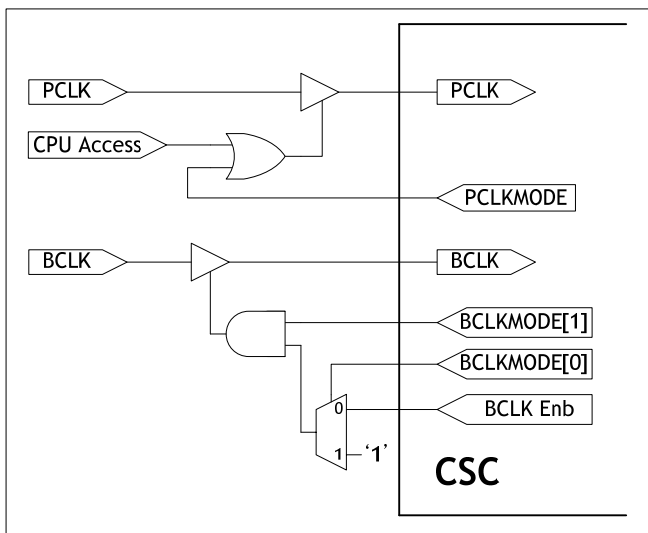 PCLK
PCLK
CPU Access
PCLKMODE
BCLK
BCLK
BCLKMODE[1]
BCLKMODE[0]
0
BCLK Enb
1
‘1’
CSC